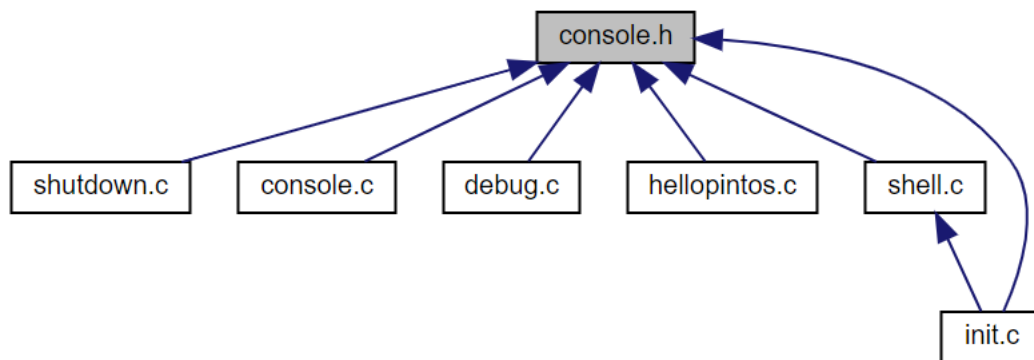 console.h
shutdown.c
console.c
debug.c
hellopintos.c
shell.c
init.c